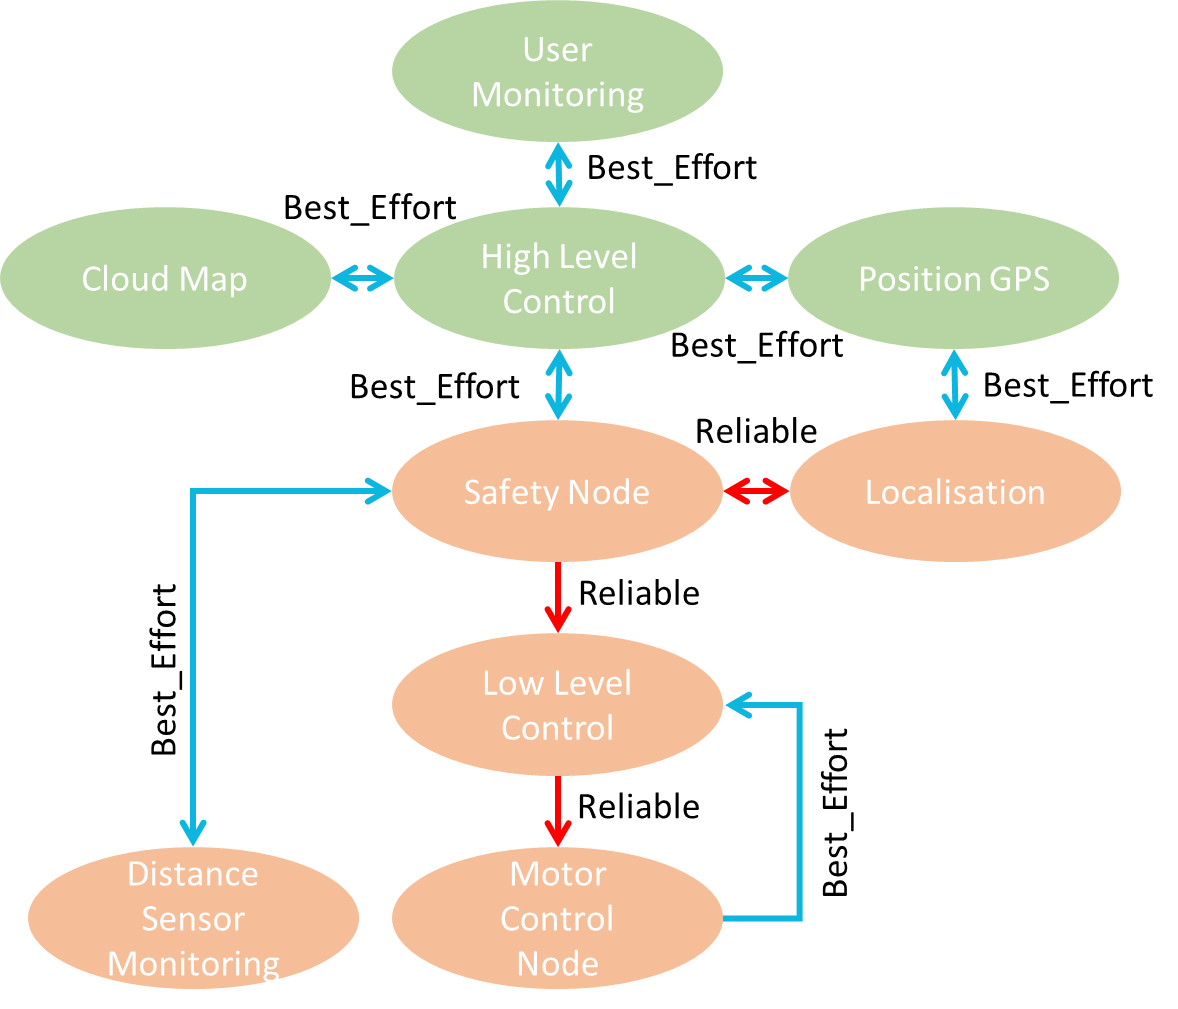 User
Monitoring
Best_Effort
Best_Effort
Cloud Map
High Level
Control
Position GPS
Best_Effort
Best_Effort
Best_Effort
Reliable
Safety Node
Localisation
Reliable
Best_Effort
Low Level
Control
Reliable
Best_Effort
Distance
Sensor
Monitoring
Motor
Control
Node